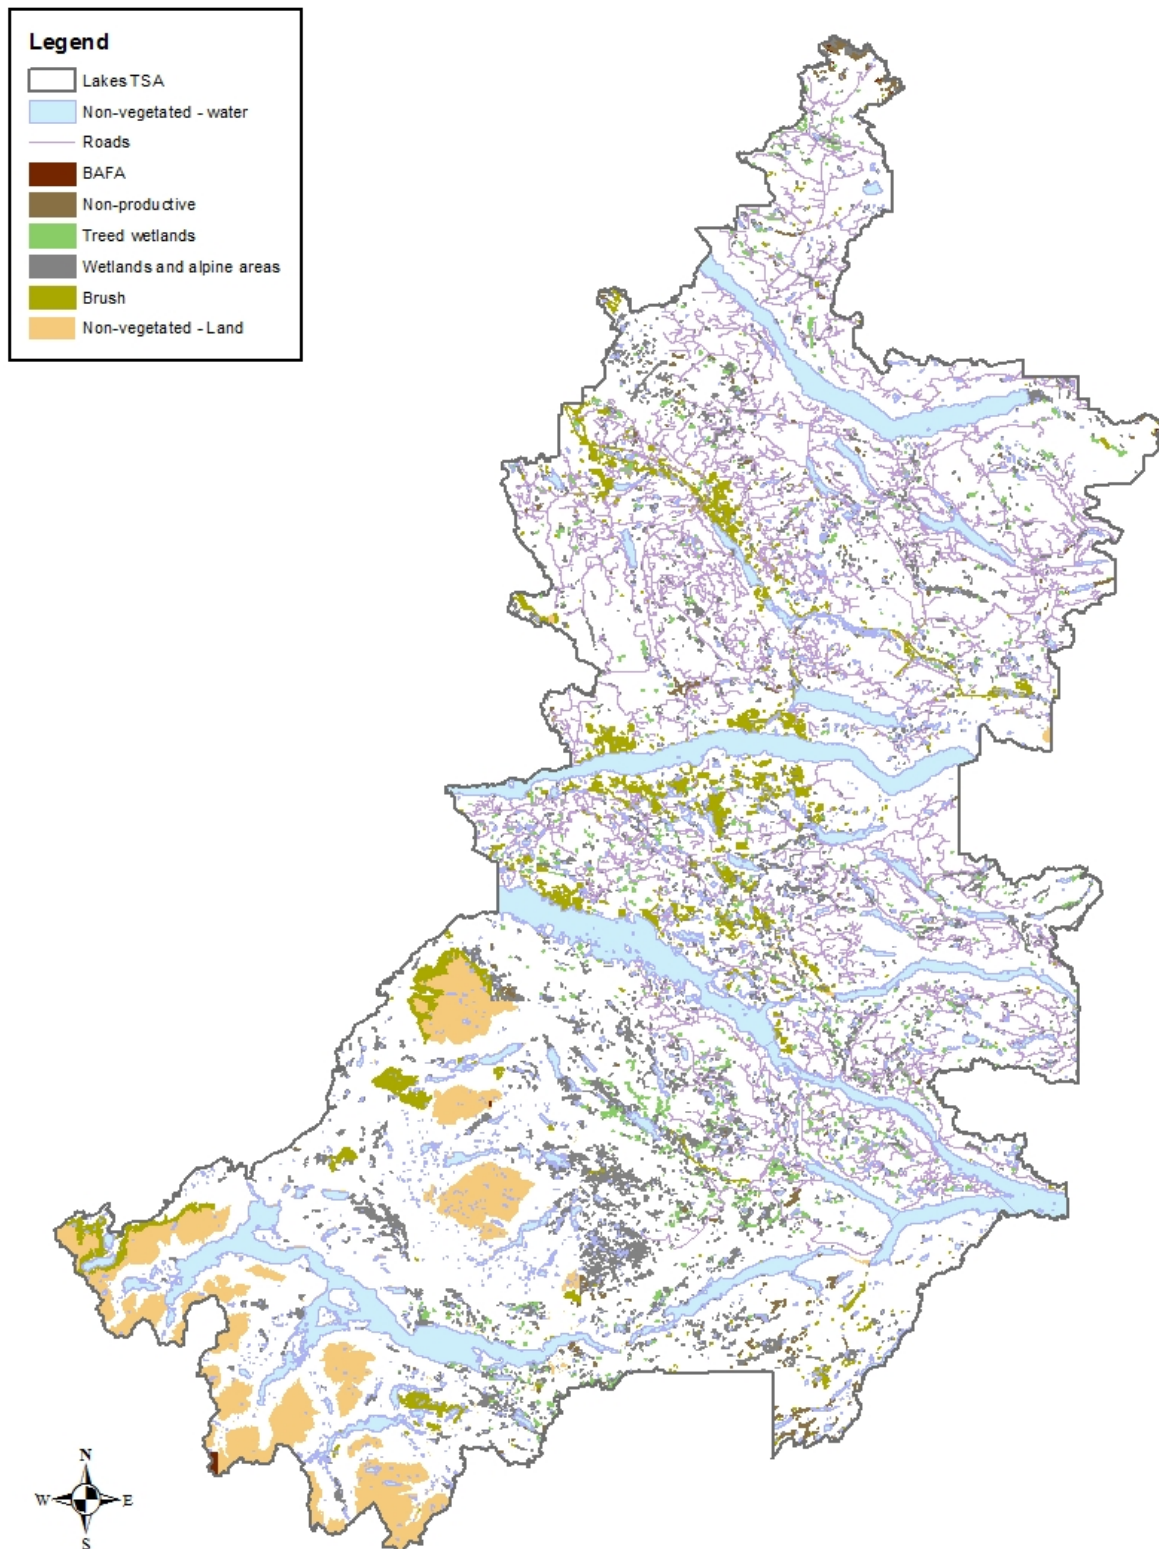 Legend
Lakes TSA
Non-vegetated - water
Roads
BAFA
Non-productive
Treed wetlands
Wetlands and alpine areas
Brush
Non-vegetated - Land
N
W E
S